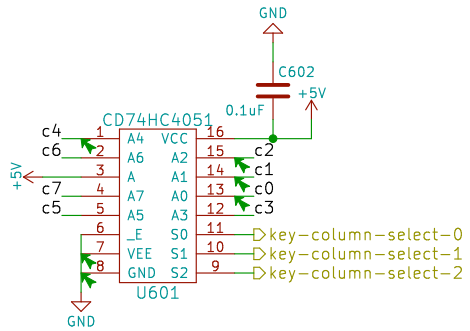 GND
C602
+5V
0.1uF
CD74HC4051
c4 1 A4 VCC 16
c6 2 A6 A2 15 c2
+5V 3 A A1 14 c1
c7 4 A7 A0 13 c0
c5 5 A5 A3 12 c3
6 _E S0 11 key-column-select-0
7 VEE S1 10 key-column-select-1
8 GND S2 9 key-column-select-2
U601
GND